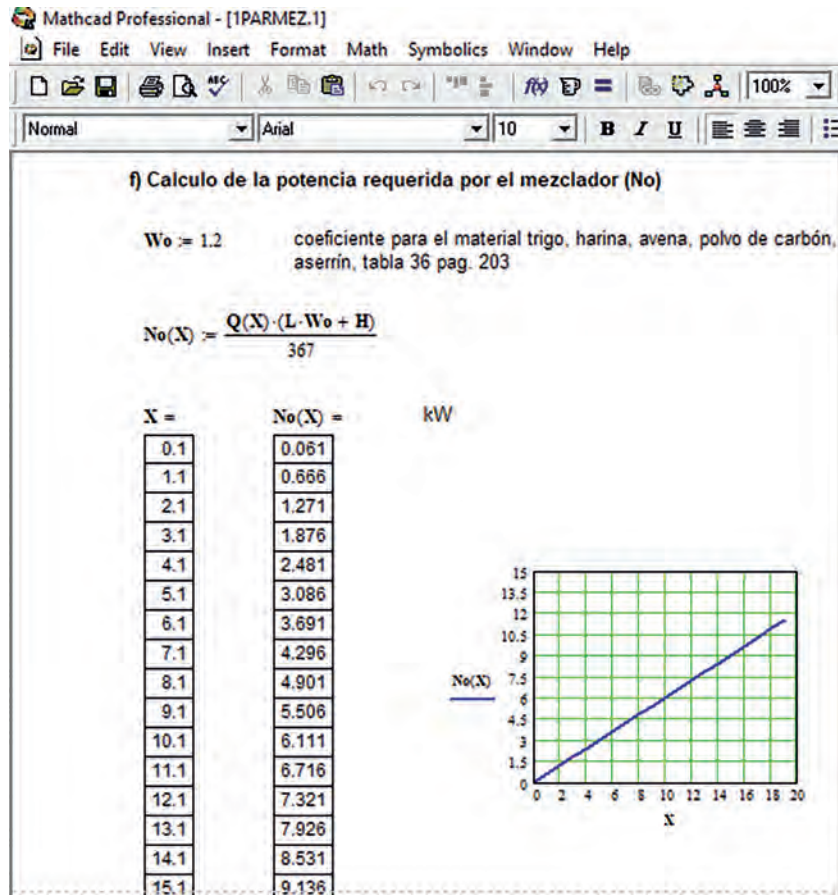 Mathcad Professional - [1PARMEZ.1]
File Edit View Insert Format Math Symbolics Window Help
100%
Normal Arial 10 B I U
f) Calculo de la potencia requerida por el mezclador (No)
Wo := 1.2 coeficiente para el material trigo, harina, avena, polvo de carbón,
aserrín, tabla 36 pag. 203
No(X) := Q(X)·(L·Wo + H)
367
X = No(X) = kW
0.1 0.061
1.1 0.666
2.1 1.271
3.1 1.876
4.1 2.481
5.1 3.086
6.1 3.691
7.1 4.296
8.1 4.901
9.1 5.506
10.1 6.111
11.1 6.716
12.1 7.321
13.1 7.926
14.1 8.531
15.1 9.136
15
13.5
12
10.5
9
7.5
6
4.5
3
1.5
0
No(X)
0 2 4 6 8 10 12 14 16 18 20
X